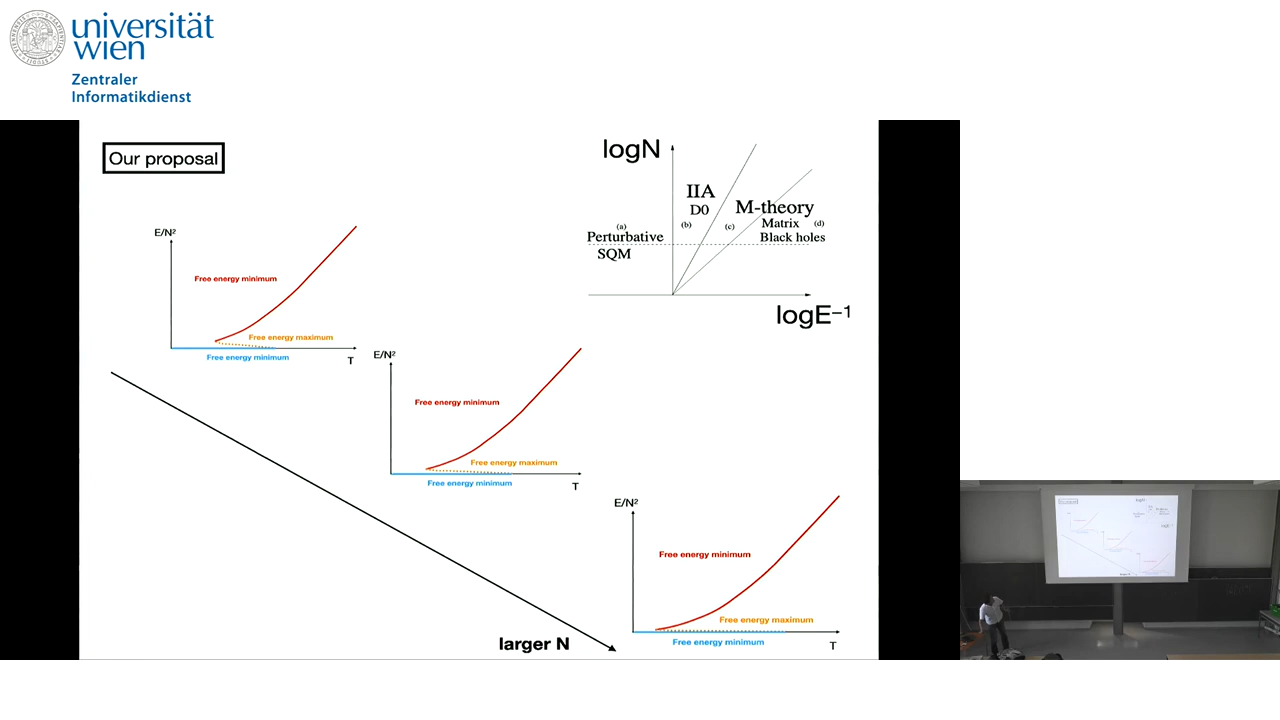 universität
wien
Zentraler
Informatikdienst
Our proposal
logN
IIA
D0
M-theory
(a)
(b)
(c)
Matrix
(d)
Perturbative
Black holes
SQM
logE⁻¹
E/N²
Free energy minimum
Free energy maximum
Free energy minimum
T
E/N²
Free energy minimum
Free energy maximum
Free energy minimum
T
E/N²
Free energy minimum
Free energy maximum
Free energy minimum
T
larger N